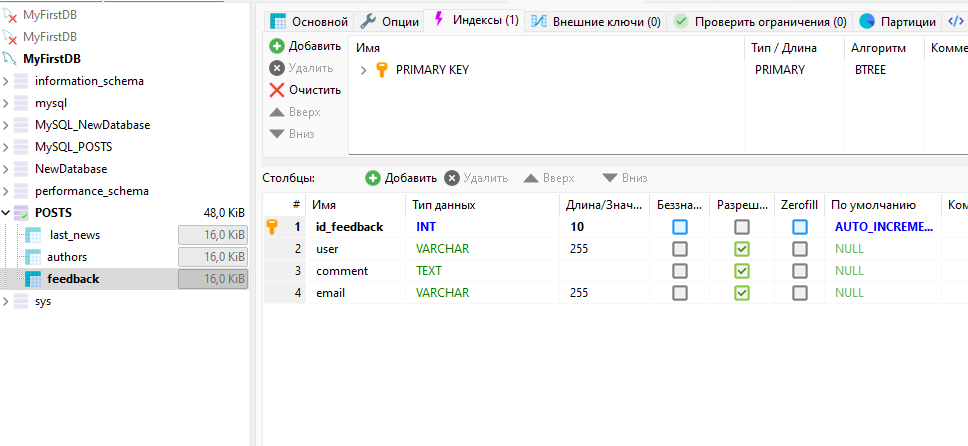 MyFirstDB
MyFirstDB
MyFirstDB
information_schema
mysql
MySQL_NewDatabase
MySQL_POSTS
NewDatabase
performance_schema
POSTS 48,0 KiB
last_news 16,0 KiB
authors 16,0 KiB
feedback 16,0 KiB
sys
Основной Опции Индексы (1) Внешние ключи (0) Проверить ограничения (0) Партиции </>
Добавить
Удалить
Очистить
Вверх
Вниз
Имя Тип / Длина Алгоритм Комме
PRIMARY KEY PRIMARY BTREE
Столбцы: Добавить Удалить Вверх Вниз
# Имя Тип данных Длина/Знач... Беззна... Разреш... Zerofill По умолчанию Ком
1 id_feedback INT 10 AUTO_INCREME...
2 user VARCHAR 255 NULL
3 comment TEXT NULL
4 email VARCHAR 255 NULL